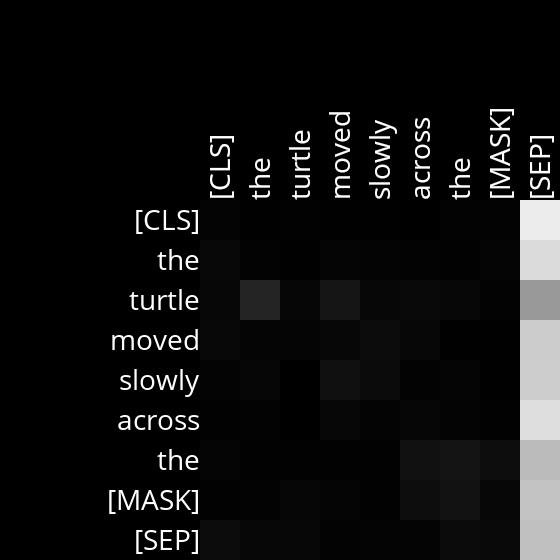 [CLS] the turtle moved slowly across the [MASK] [SEP]
[CLS]
the
turtle
moved
slowly
across
the
[MASK]
[SEP]